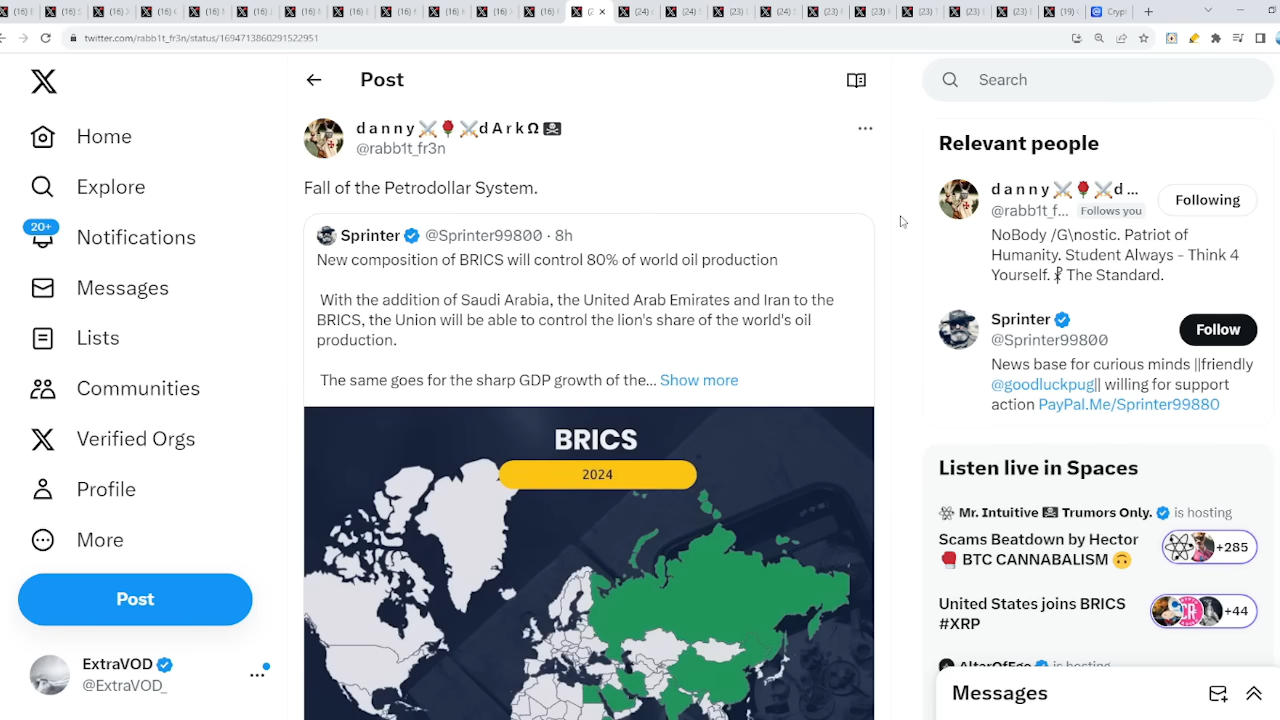 twitter.com/rabb1t_fr3n/status/1694713860291522951
Post
Search
Home
Explore
20+
Notifications
Messages
Lists
Communities
Verified Orgs
Profile
More
Post
ExtraVOD
@ExtraVOD_
d a n n y ⚔️🌹⚔️ d A r k Ω 🏴‍☠️
@rabb1t_fr3n
Fall of the Petrodollar System.
Sprinter @Sprinter99800 · 8h
New composition of BRICS will control 80% of world oil production
With the addition of Saudi Arabia, the United Arab Emirates and Iran to the
BRICS, the Union will be able to control the lion's share of the world's oil
production.
The same goes for the sharp GDP growth of the... Show more
BRICS
2024
Relevant people
d a n n y ⚔️🌹⚔️ d ...
Following
@rabb1t_f... Follows you
NoBody /G\nostic. Patriot of
Humanity. Student Always - Think 4
Yourself. ☧ The Standard.
Sprinter
Follow
@Sprinter99800
News base for curious minds ||friendly
@goodluckpug|| willing for support
action PayPal.Me/Sprinter99880
Listen live in Spaces
Mr. Intuitive 🏴‍☠️ Trumors Only. is hosting
Scams Beatdown by Hector
🥊 BTC CANNABALISM 🙃
+285
United States joins BRICS
#XRP
+44
AltarOfEgo is hosting
Messages